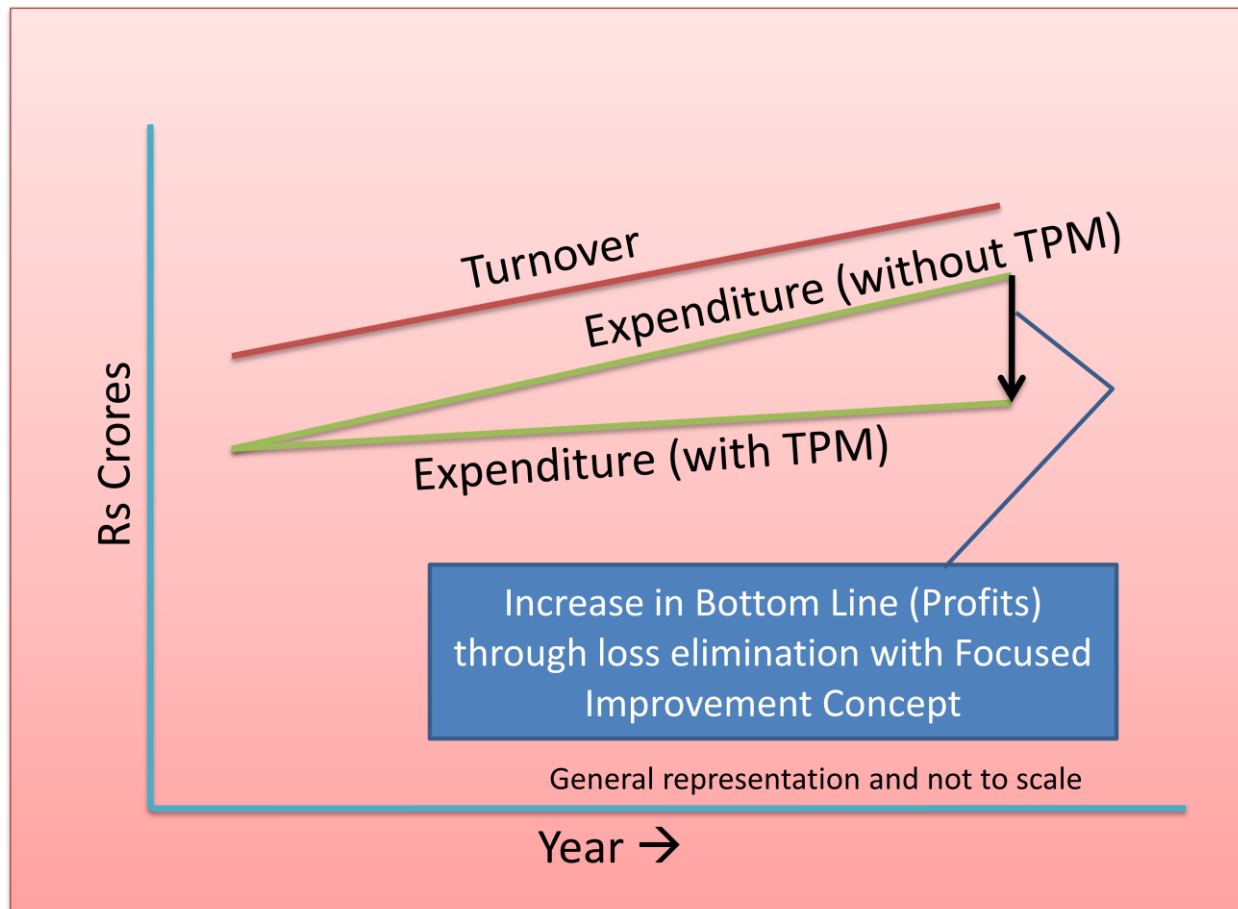 Turnover
Expenditure (without TPM)
Expenditure (with TPM)
Rs Crores
Increase in Bottom Line (Profits)
through loss elimination with Focused
Improvement Concept
General representation and not to scale
Year →